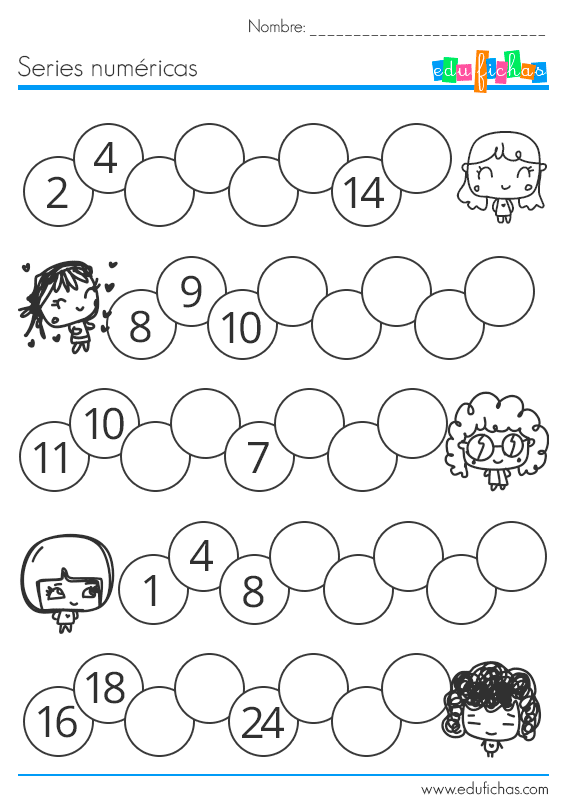 Nombre: ___________________________
Series numéricas
edufichas
2 4 14
8 9 10
11 10 7
1 4 8
16 18 24
www.edufichas.com